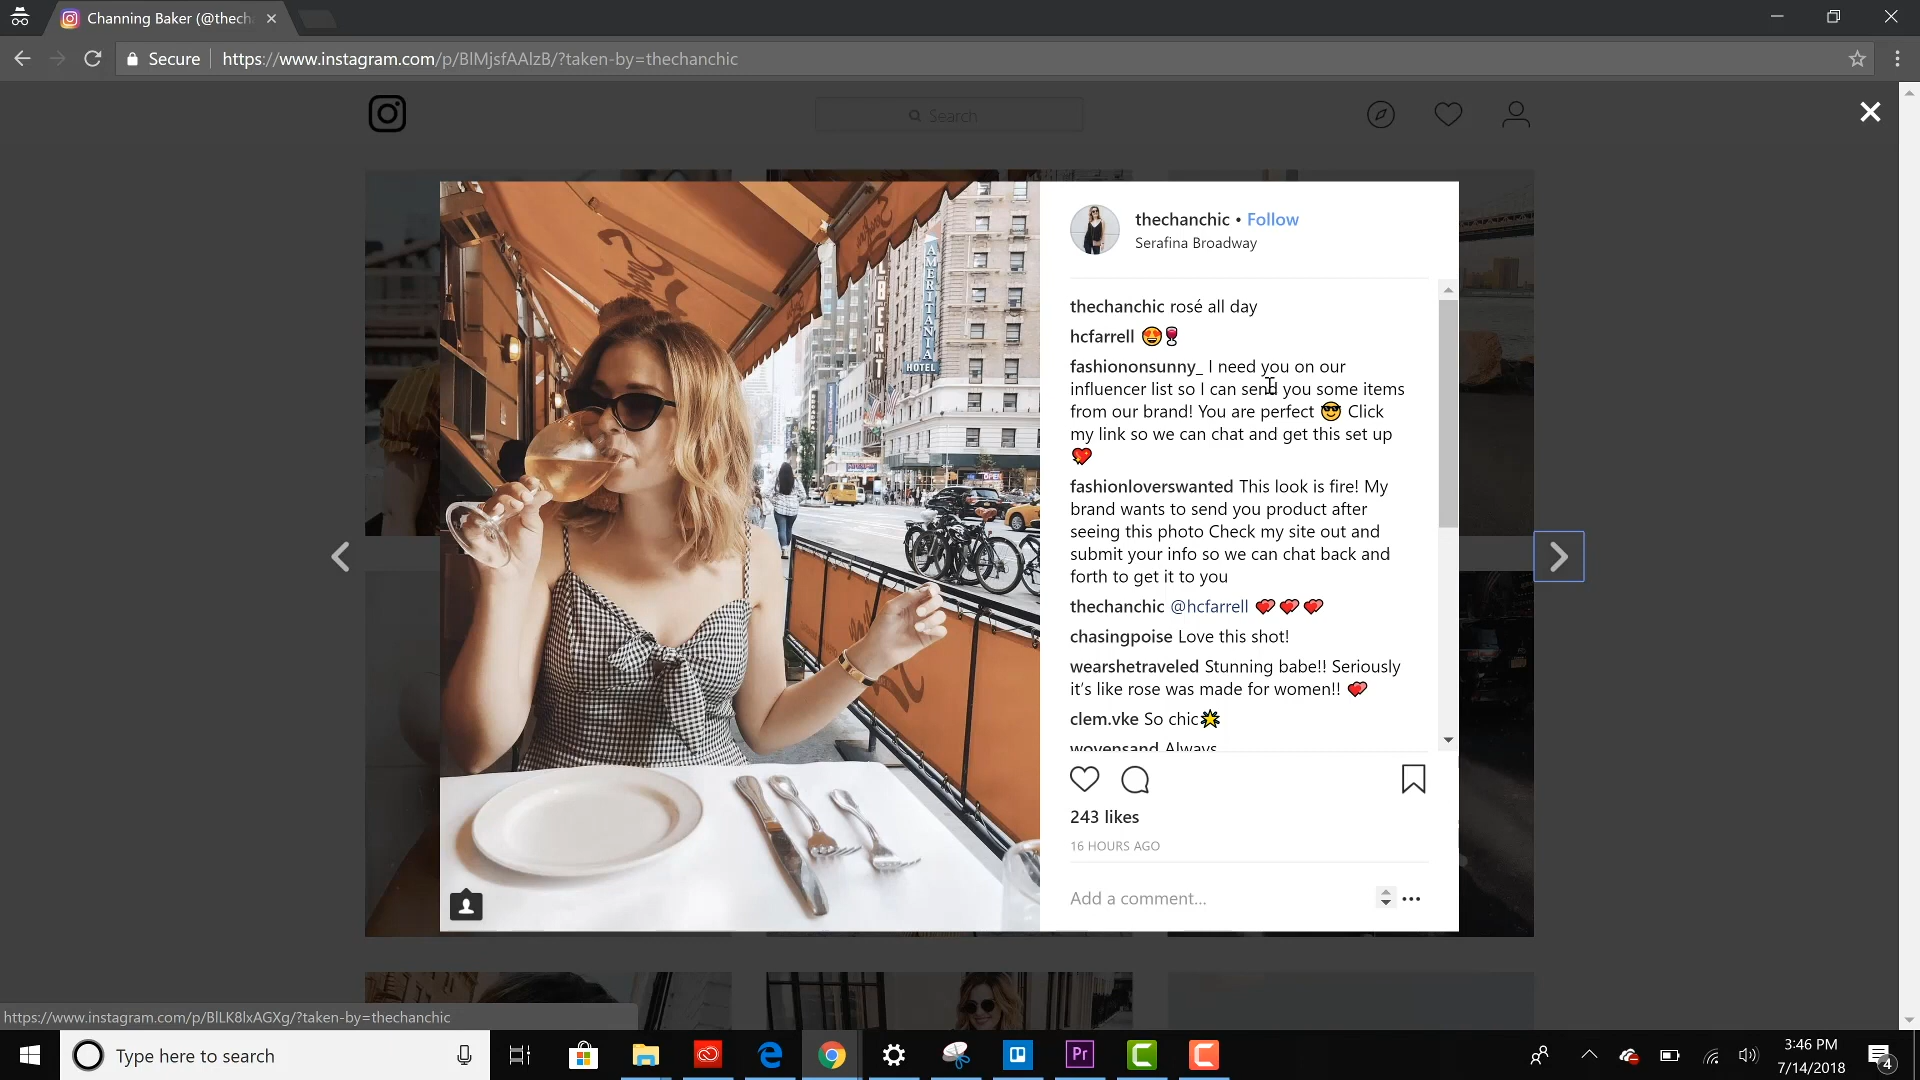 Channing Baker (@thech
Secure
https://www.instagram.com/p/BlMjsfAAlzB/?taken-by=thechanchic
Search
thechanchic • Follow
Serafina Broadway
AMERITANIA
HOTEL
thechanchic rosé all day
hcfarrell 😍🍷
fashiononsunny_ I need you on our
influencer list so I can send you some items
from our brand! You are perfect 😎 Click
my link so we can chat and get this set up
💖
fashionloverswanted This look is fire! My
brand wants to send you product after
seeing this photo Check my site out and
submit your info so we can chat back and
forth to get it to you
thechanchic @hcfarrell 💕 💕 💕
chasingpoise Love this shot!
wearshetraveled Stunning babe!! Seriously
it's like rose was made for women!! 💕
clem.vke So chic🌟
wovensand Always
243 likes
16 HOURS AGO
Add a comment...
https://www.instagram.com/p/BlLK8lxAGXg/?taken-by=thechanchic
Type here to search
Pr
3:46 PM
7/14/2018
4